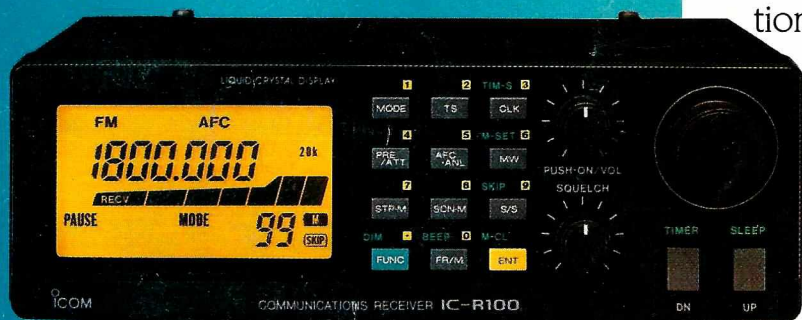 tion
LIQUID CRYSTAL DISPLAY
FM AFC
1800.000 20k
RECV
PAUSE MODE 99 M
SKIP
1 2 TIM-S 3
MODE TS CLK
4 5 M-SET 6
PRE/ATT AFC·ANL MW
7 8 SKIP 9
STP-M SCN-M S/S
DIM · BEEP 0 M-CL
FUNC FR/M ENT
PUSH-ON/VOL
SQUELCH
TIMER SLEEP
DN UP
ICOM
COMMUNICATIONS RECEIVER IC-R100